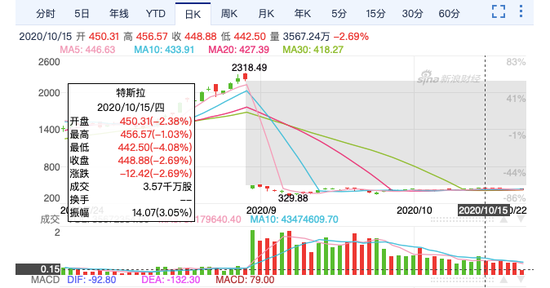 分时 5日 年线 YTD 日K 周K 月K 年K 5分 15分 30分 60分
2020/10/15 开 450.31 高 456.57 收 448.88 低 442.50 量 3567.24万 -2.69%
MA5: 446.63 MA10: 433.91 MA20: 427.39 MA30: 418.27
2600 83%
2318.49
sina 新浪财经
2000 41%
1400 -1%
800 -44%
200 -86%
特斯拉
2020/10/15/四
开盘 450.31(-2.38%)
最高 456.57(-1.03%)
最低 442.50(-4.08%)
收盘 448.88(-2.69%)
涨跌 -12.42(-2.69%)
成交 3.57千万股
换手 --
振幅 14.07(3.05%)
329.88
2020/9 2020/10 2020/10/15 0/22
成交 179640.40 MA10: 43474609.70
2
0.15
MACD DIF: -92.80 DEA: -132.30 MACD: 79.00